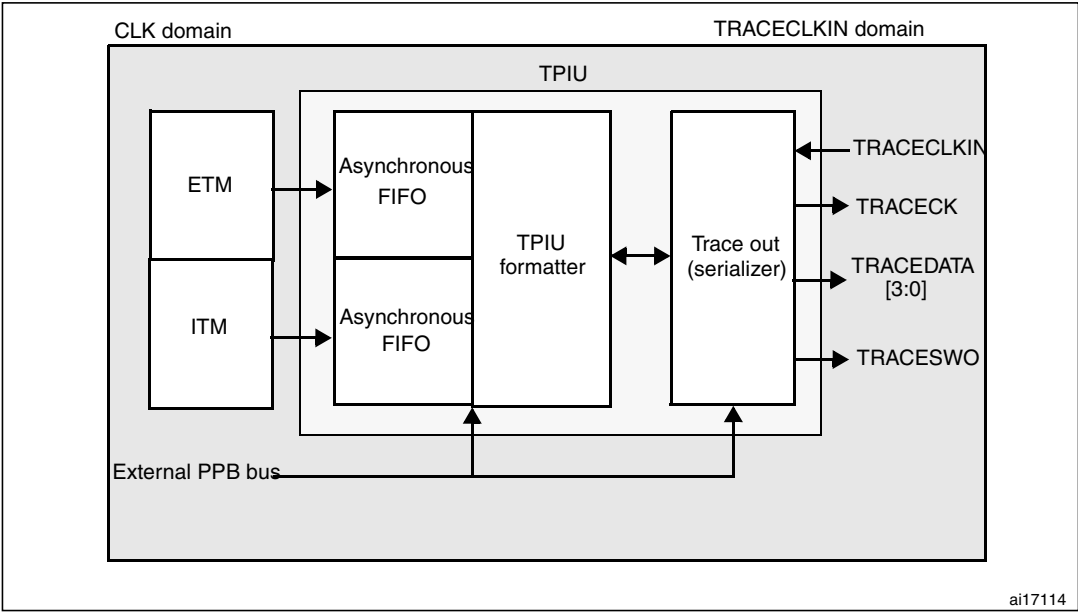 CLK domain
TRACECLKIN domain
TPIU
ETM
Asynchronous
FIFO
TPIU
formatter
Trace out
(serializer)
TRACECLKIN
TRACECK
TRACEDATA
[3:0]
TRACESWO
ITM
Asynchronous
FIFO
External PPB bus
ai17114